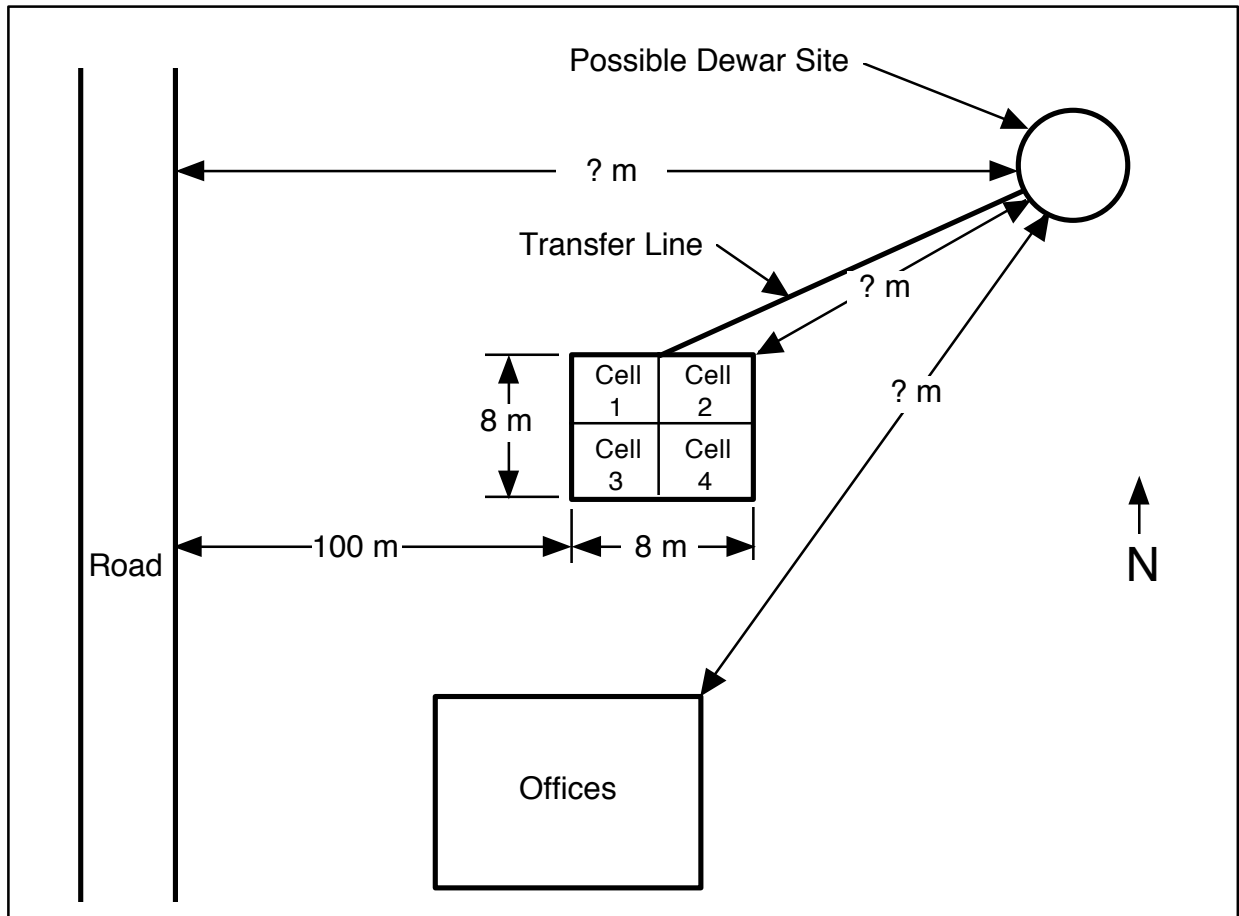 Possible Dewar Site
? m
Transfer Line
? m
Cell
1
Cell
2
? m
8 m
Cell
3
Cell
4
100 m
8 m
Road
N
Offices